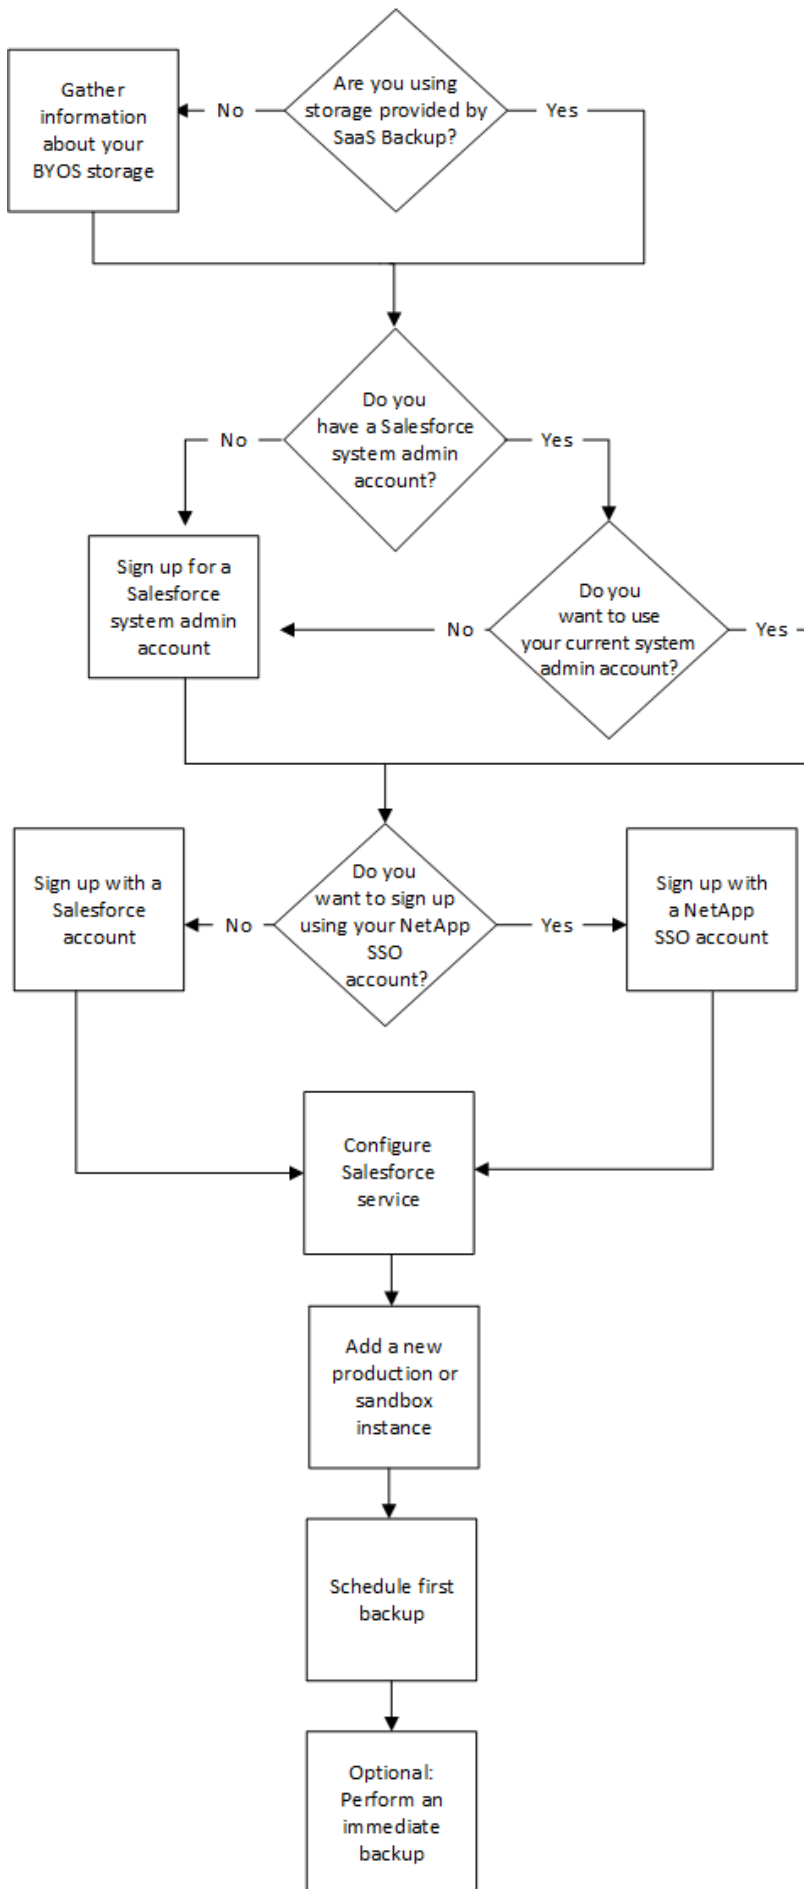 Are you using
storage provided by
SaaS Backup?
No
Yes
Gather
information
about your
BYOS storage
Do you
have a Salesforce
system admin
account?
No
Yes
Sign up for a
Salesforce
system admin
account
Do you
want to use
your current system
admin account?
No
Yes
Do you
want to sign up
using your NetApp
SSO
account?
No
Yes
Sign up with a
Salesforce
account
Sign up with
a NetApp
SSO account
Configure
Salesforce
service
Add a new
production or
sandbox
instance
Schedule first
backup
Optional:
Perform an
immediate
backup